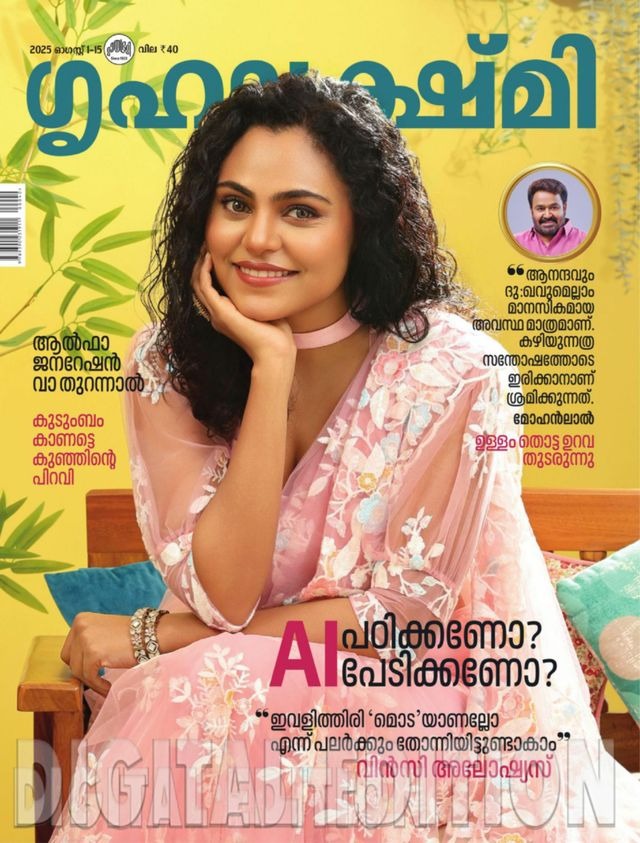 2025 ഓഗസ്റ്റ് 1-15
വില ₹40
ഗൃഹലക്ഷ്മി
❝ ആനന്ദവും
ദു:ഖവുമെല്ലാം
മാനസികമായ
അവസ്ഥ മാത്രമാണ്.
കഴിയുന്നത്ര
സന്തോഷത്തോടെ
ഇരിക്കാനാണ്
ശ്രമിക്കുന്നത്.
മോഹൻലാൽ
ഉള്ളം തൊട്ട ഉറവ
തുടരുന്നു
ആൽഫാ
ജനറേഷൻ
വാ തുറന്നാൽ
കുടുംബം
കാണട്ടെ
കുഞ്ഞിന്റെ
പിറവി
AI പഠിക്കണോ?
പേടിക്കണോ?
❝ ഇവളിത്തിരി ‘മൊട’യാണല്ലോ
എന്ന് പലർക്കും തോന്നിയിട്ടുണ്ടാകാം ❞
വിൻസി അലോഷ്യസ്
DIGITAL EDITION